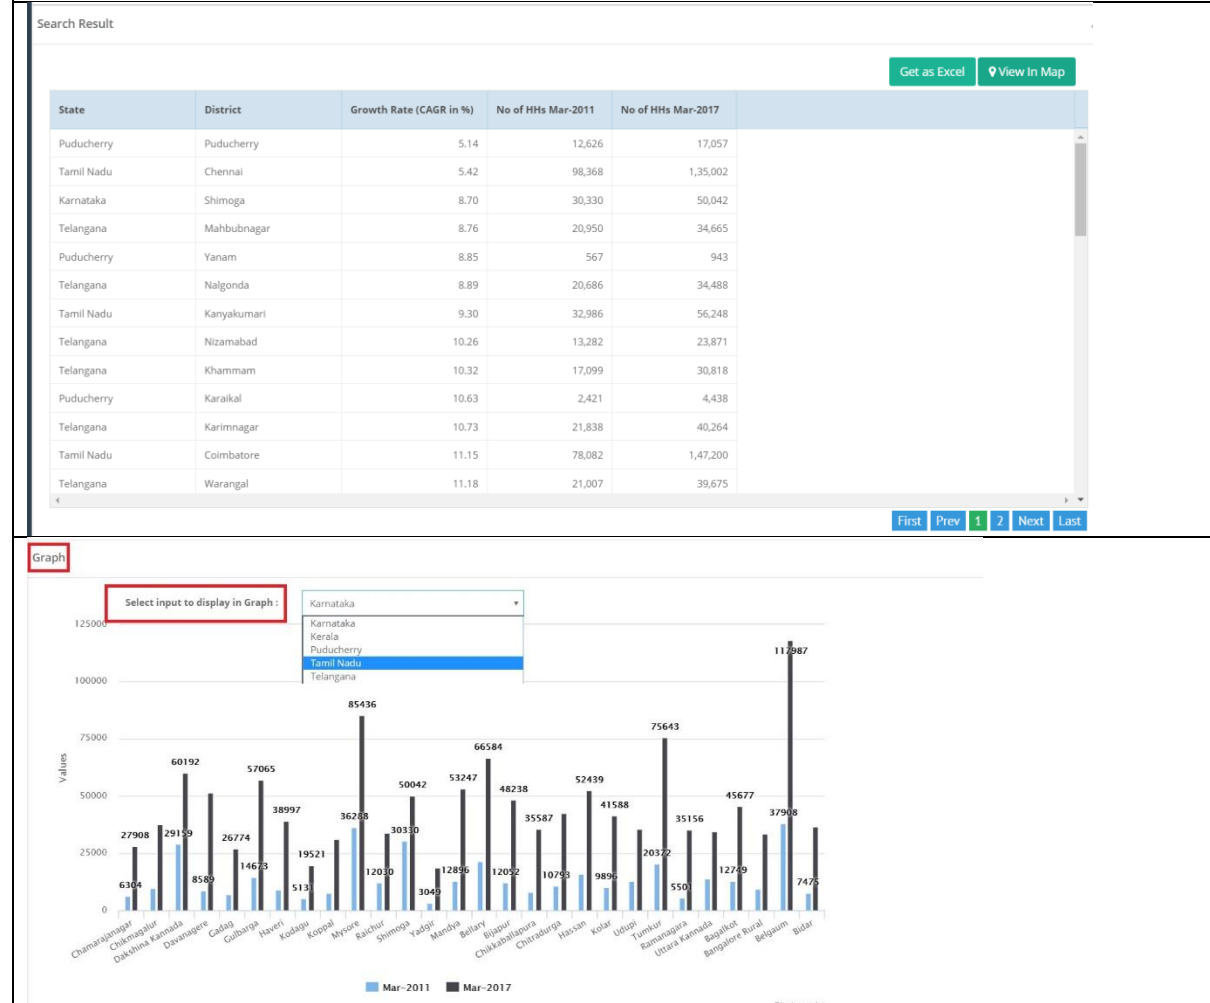 Search Result
Get as Excel View In Map
State District Growth Rate (CAGR in %) No of HHs Mar-2011 No of HHs Mar-2017
Puducherry Puducherry 5.14 12,626 17,057
Tamil Nadu Chennai 5.42 98,368 1,35,002
Karnataka Shimoga 8.70 30,330 50,042
Telangana Mahbubnagar 8.76 20,950 34,665
Puducherry Yanam 8.85 567 943
Telangana Nalgonda 8.89 20,686 34,488
Tamil Nadu Kanyakumari 9.30 32,986 56,248
Telangana Nizamabad 10.26 13,282 23,871
Telangana Khammam 10.32 17,099 30,818
Puducherry Karaikal 10.63 2,421 4,438
Telangana Karimnagar 10.73 21,838 40,264
Tamil Nadu Coimbatore 11.15 78,082 1,47,200
Telangana Warangal 11.18 21,007 39,675
First Prev 1 2 Next Last
Graph
Select input to display in Graph : Karnataka
Karnataka
Kerala
Puducherry
Tamil Nadu
Telangana
125000
100000
75000
50000
25000
0
Values
27908 60192 26774 57065 38997 19521 85436 50042 53247 66584 48238 35587 52439 41588 75643 35156 45677 117987
6304 29159 8589 14673 5131 36288 12030 30330 3049 12896 12052 10793 9896 20372 5501 12749 37908 7475
Chamarajanagar Chikmagalur Dakshina Kannada Davanagere Gadag Gulbarga Haveri Kodagu Koppal Mysore Raichur Shimoga Yadgir Mandya Bellary Bijapur Chikkaballapura Chitradurga Hassan Kolar Udupi Tumkur Ramanagara Uttara Kannada Bagalkot Bangalore Rural Belgaum Bidar
Mar-2011 Mar-2017